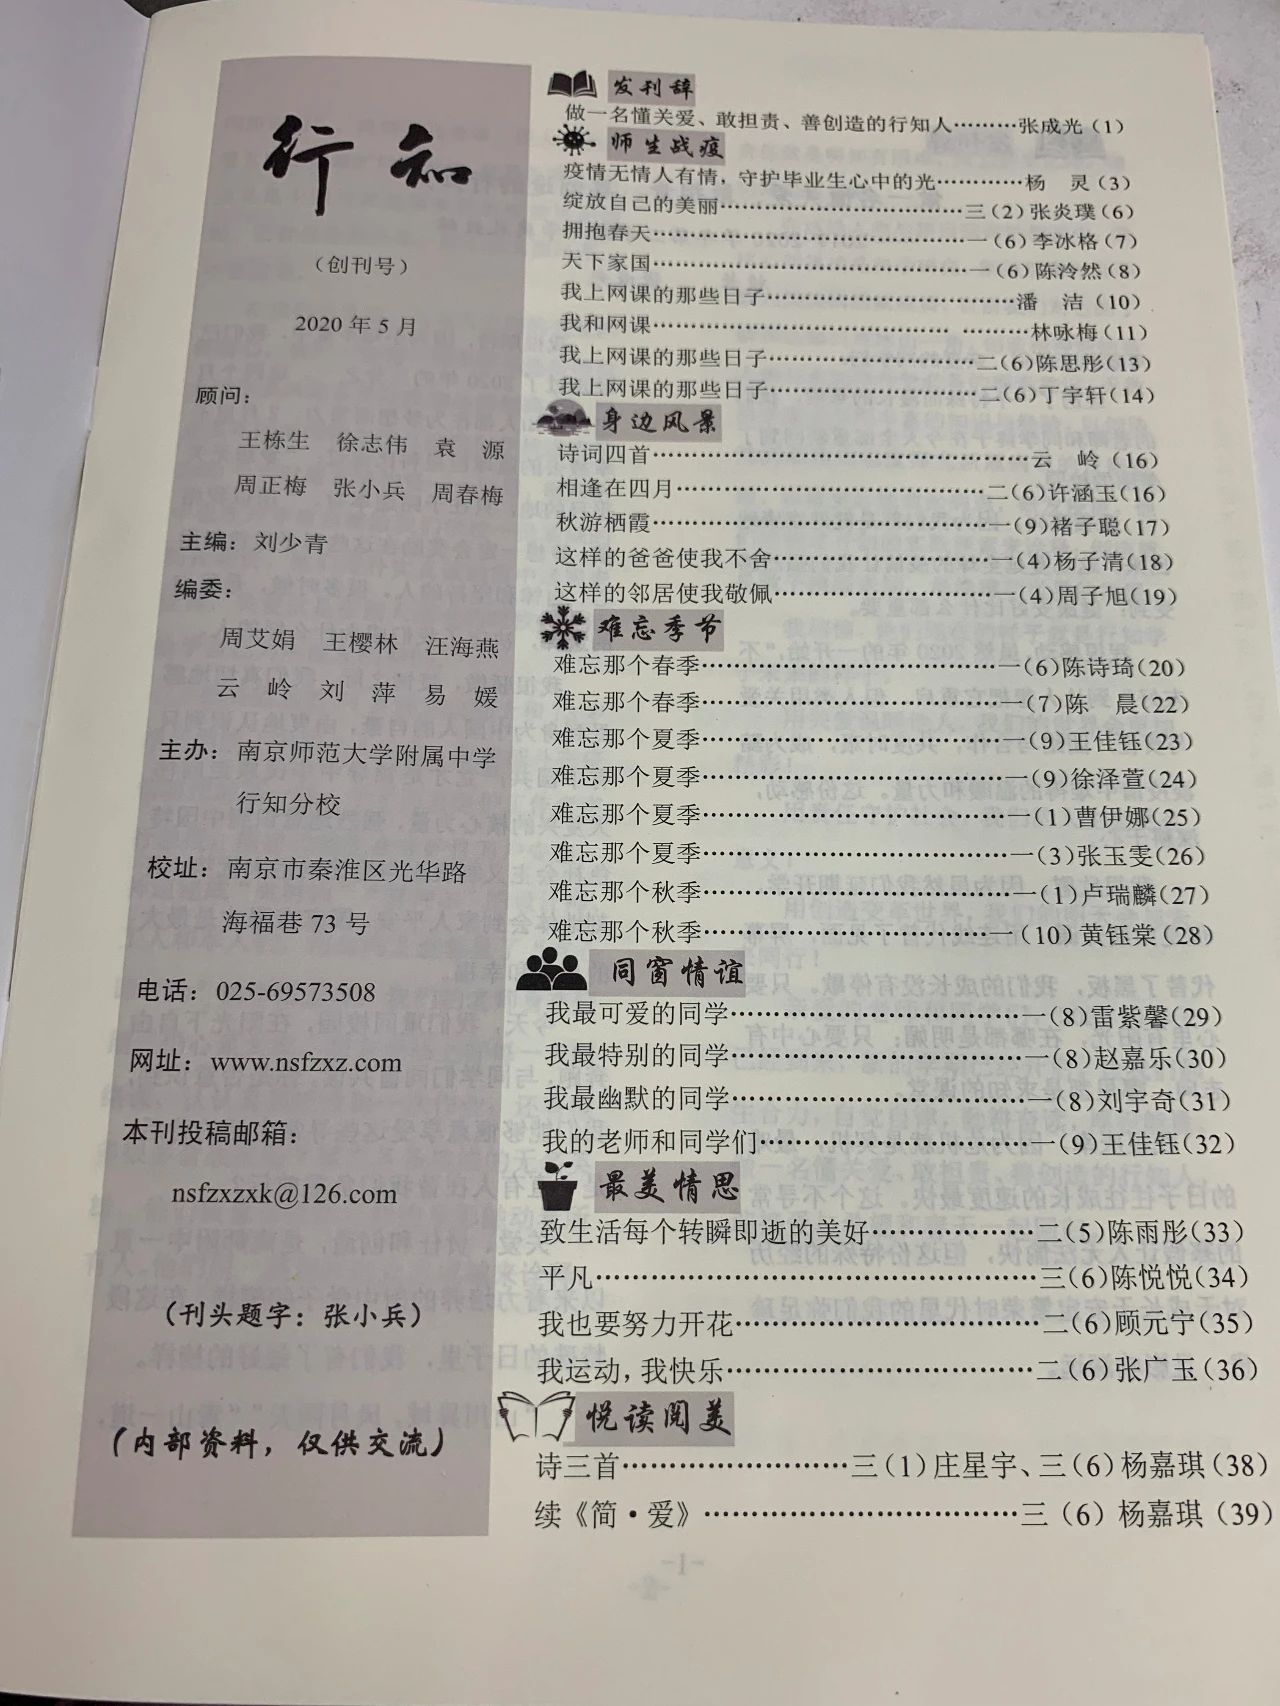 行知
（创刊号）
2020 年 5 月
顾问：
王栋生 徐志伟 袁 源
周正梅 张小兵 周春梅
主编：刘少青
编委：
周艾娟 王樱林 汪海燕
云 岭 刘 萍 易 媛
主办：南京师范大学附属中学
行知分校
校址：南京市秦淮区光华路
海福巷 73 号
电话：025-69573508
网址：www.nsfzxz.com
本刊投稿邮箱：
nsfzxzxk@126.com
（刊头题字：张小兵）
（内部资料，仅供交流）
发刊辞
做一名懂关爱、敢担责、善创造的行知人………张成光（1）
师生战疫
疫情无情人有情，守护毕业生心中的光…………杨 灵（3）
绽放自己的美丽…………………………三（2）张炎璞（6）
拥抱春天…………………………………一（6）李冰格（7）
天下家国…………………………………一（6）陈泠然（8）
我上网课的那些日子…………………………潘 洁（10）
我和网课……………………………… ………林咏梅（11）
我上网课的那些日子……………………二（6）陈思彤（13）
我上网课的那些日子……………………二（6）丁宇轩（14）
身边风景
诗词四首………………………………………云 岭（16）
相逢在四月………………………………二（6）许涵玉（16）
秋游栖霞…………………………………一（9）褚子聪（17）
这样的爸爸使我不舍……………………一（4）杨子清（18）
这样的邻居使我敬佩……………………一（4）周子旭（19）
难忘季节
难忘那个春季……………………………一（6）陈诗琦（20）
难忘那个春季……………………………一（7）陈 晨（22）
难忘那个夏季……………………………一（9）王佳钰（23）
难忘那个夏季……………………………一（9）徐泽萱（24）
难忘那个夏季……………………………一（1）曹伊娜（25）
难忘那个夏季……………………………一（3）张玉雯（26）
难忘那个秋季……………………………一（1）卢瑞麟（27）
难忘那个秋季…………………………一（10）黄钰棠（28）
同窗情谊
我最可爱的同学…………………………一（8）雷紫馨（29）
我最特别的同学…………………………一（8）赵嘉乐（30）
我最幽默的同学…………………………一（8）刘宇奇（31）
我的老师和同学们………………………一（9）王佳钰（32）
最美情思
致生活每个转瞬即逝的美好………………二（5）陈雨彤（33）
平凡………………………………………三（6）陈悦悦（34）
我也要努力开花…………………………二（6）顾元宁（35）
我运动，我快乐…………………………二（6）张广玉（36）
悦读阅美
诗三首……………………三（1）庄星宇、三（6）杨嘉琪（38）
续《简·爱》……………………………三（6）杨嘉琪（39）